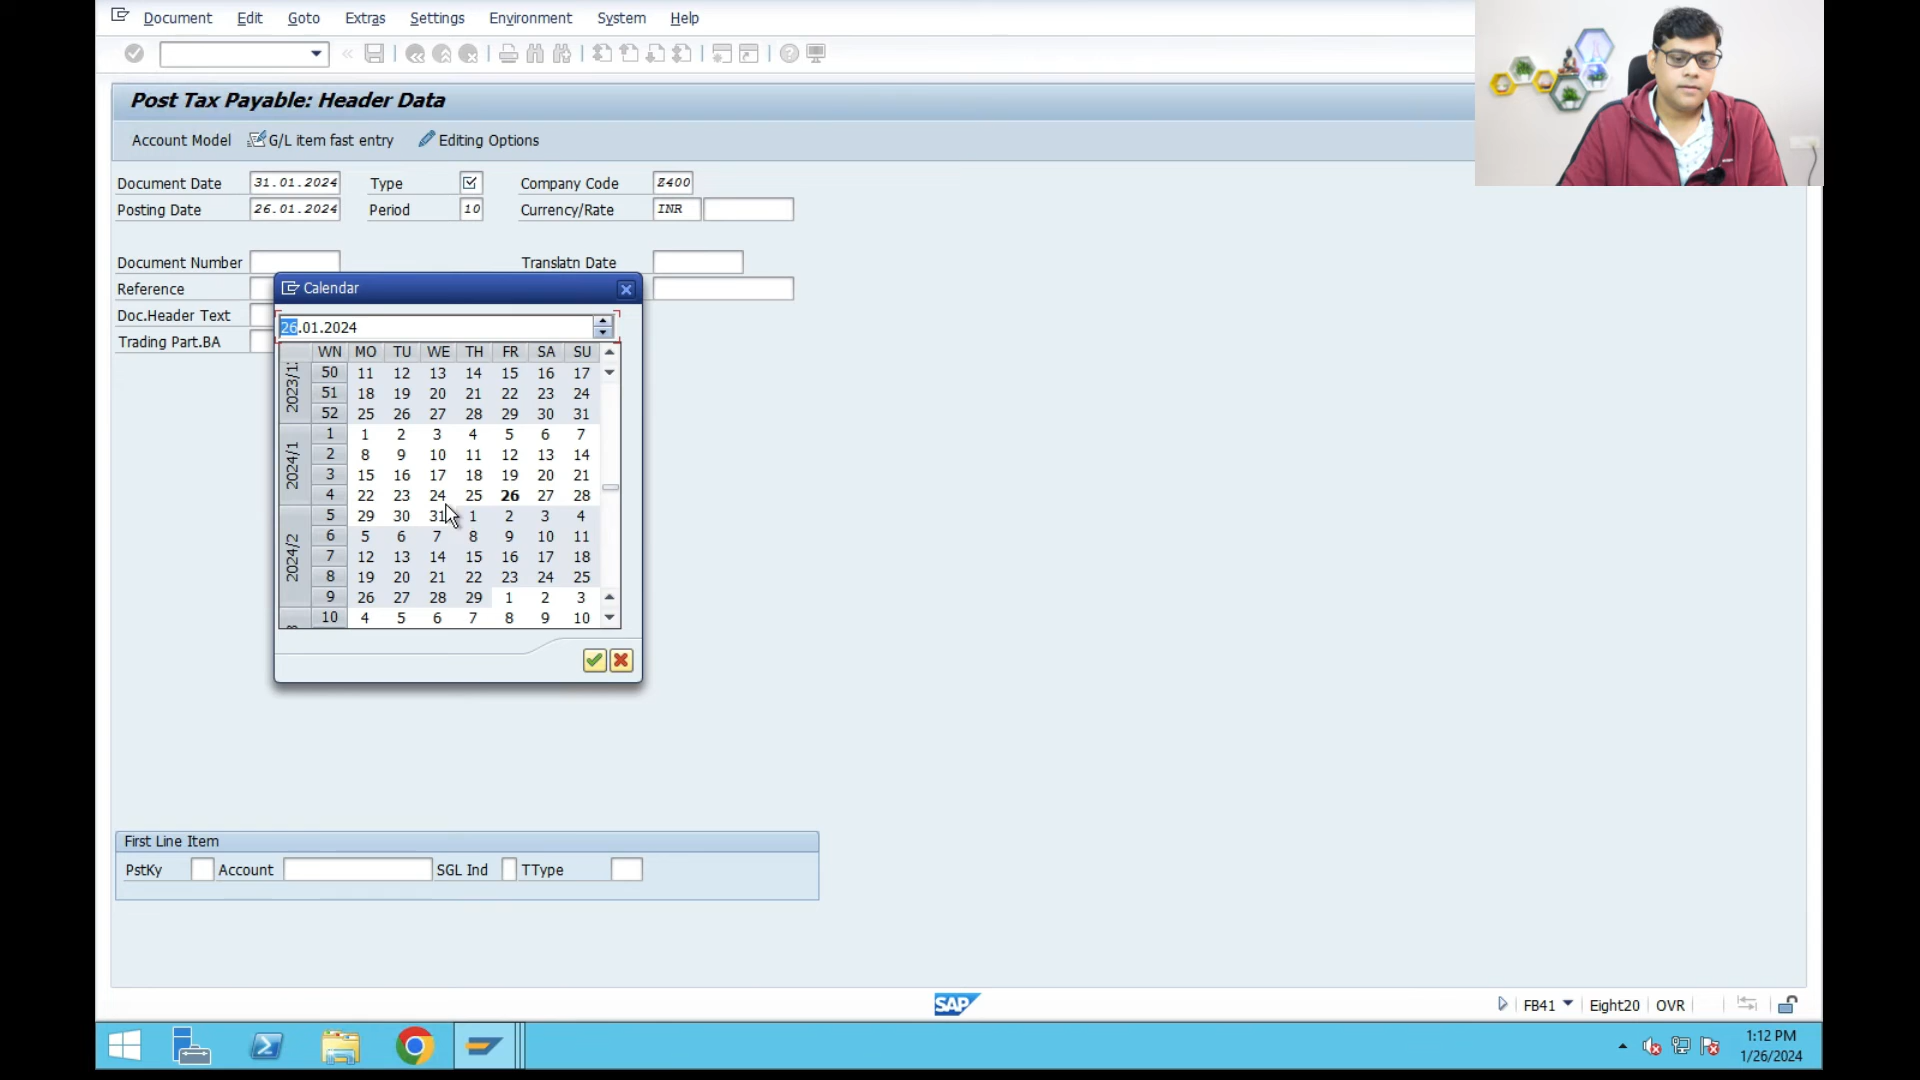 Document Edit Goto Extras Settings Environment System Help
Post Tax Payable: Header Data
Account Model G/L item fast entry Editing Options
Document Date 31.01.2024 Type Company Code Z400
Posting Date 26.01.2024 Period 10 Currency/Rate INR
Document Number Translatn Date
Reference
Doc.Header Text
Trading Part.BA
Calendar
26.01.2024
WN MO TU WE TH FR SA SU
50 11 12 13 14 15 16 17
51 18 19 20 21 22 23 24
52 25 26 27 28 29 30 31
1 1 2 3 4 5 6 7
2 8 9 10 11 12 13 14
3 15 16 17 18 19 20 21
4 22 23 24 25 26 27 28
5 29 30 31 1 2 3 4
6 5 6 7 8 9 10 11
7 12 13 14 15 16 17 18
8 19 20 21 22 23 24 25
9 26 27 28 29 1 2 3
10 4 5 6 7 8 9 10
2024/1
2024/2
First Line Item
PstKy Account SGL Ind TType
SAP
FB41 Eight20 OVR
1:12 PM
1/26/2024